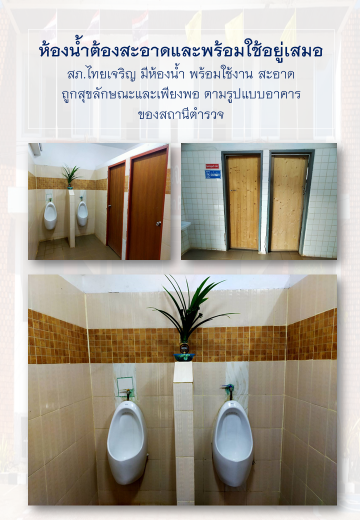 ห้องน้ำต้องสะอาดและพร้อมใช้อยู่เสมอ
สภ.ไทยเจริญ มีห้องน้ำ พร้อมใช้งาน สะอาด
ถูกสุขลักษณะและเพียงพอ ตามรูปแบบอาคาร
ของสถานีตำรวจ